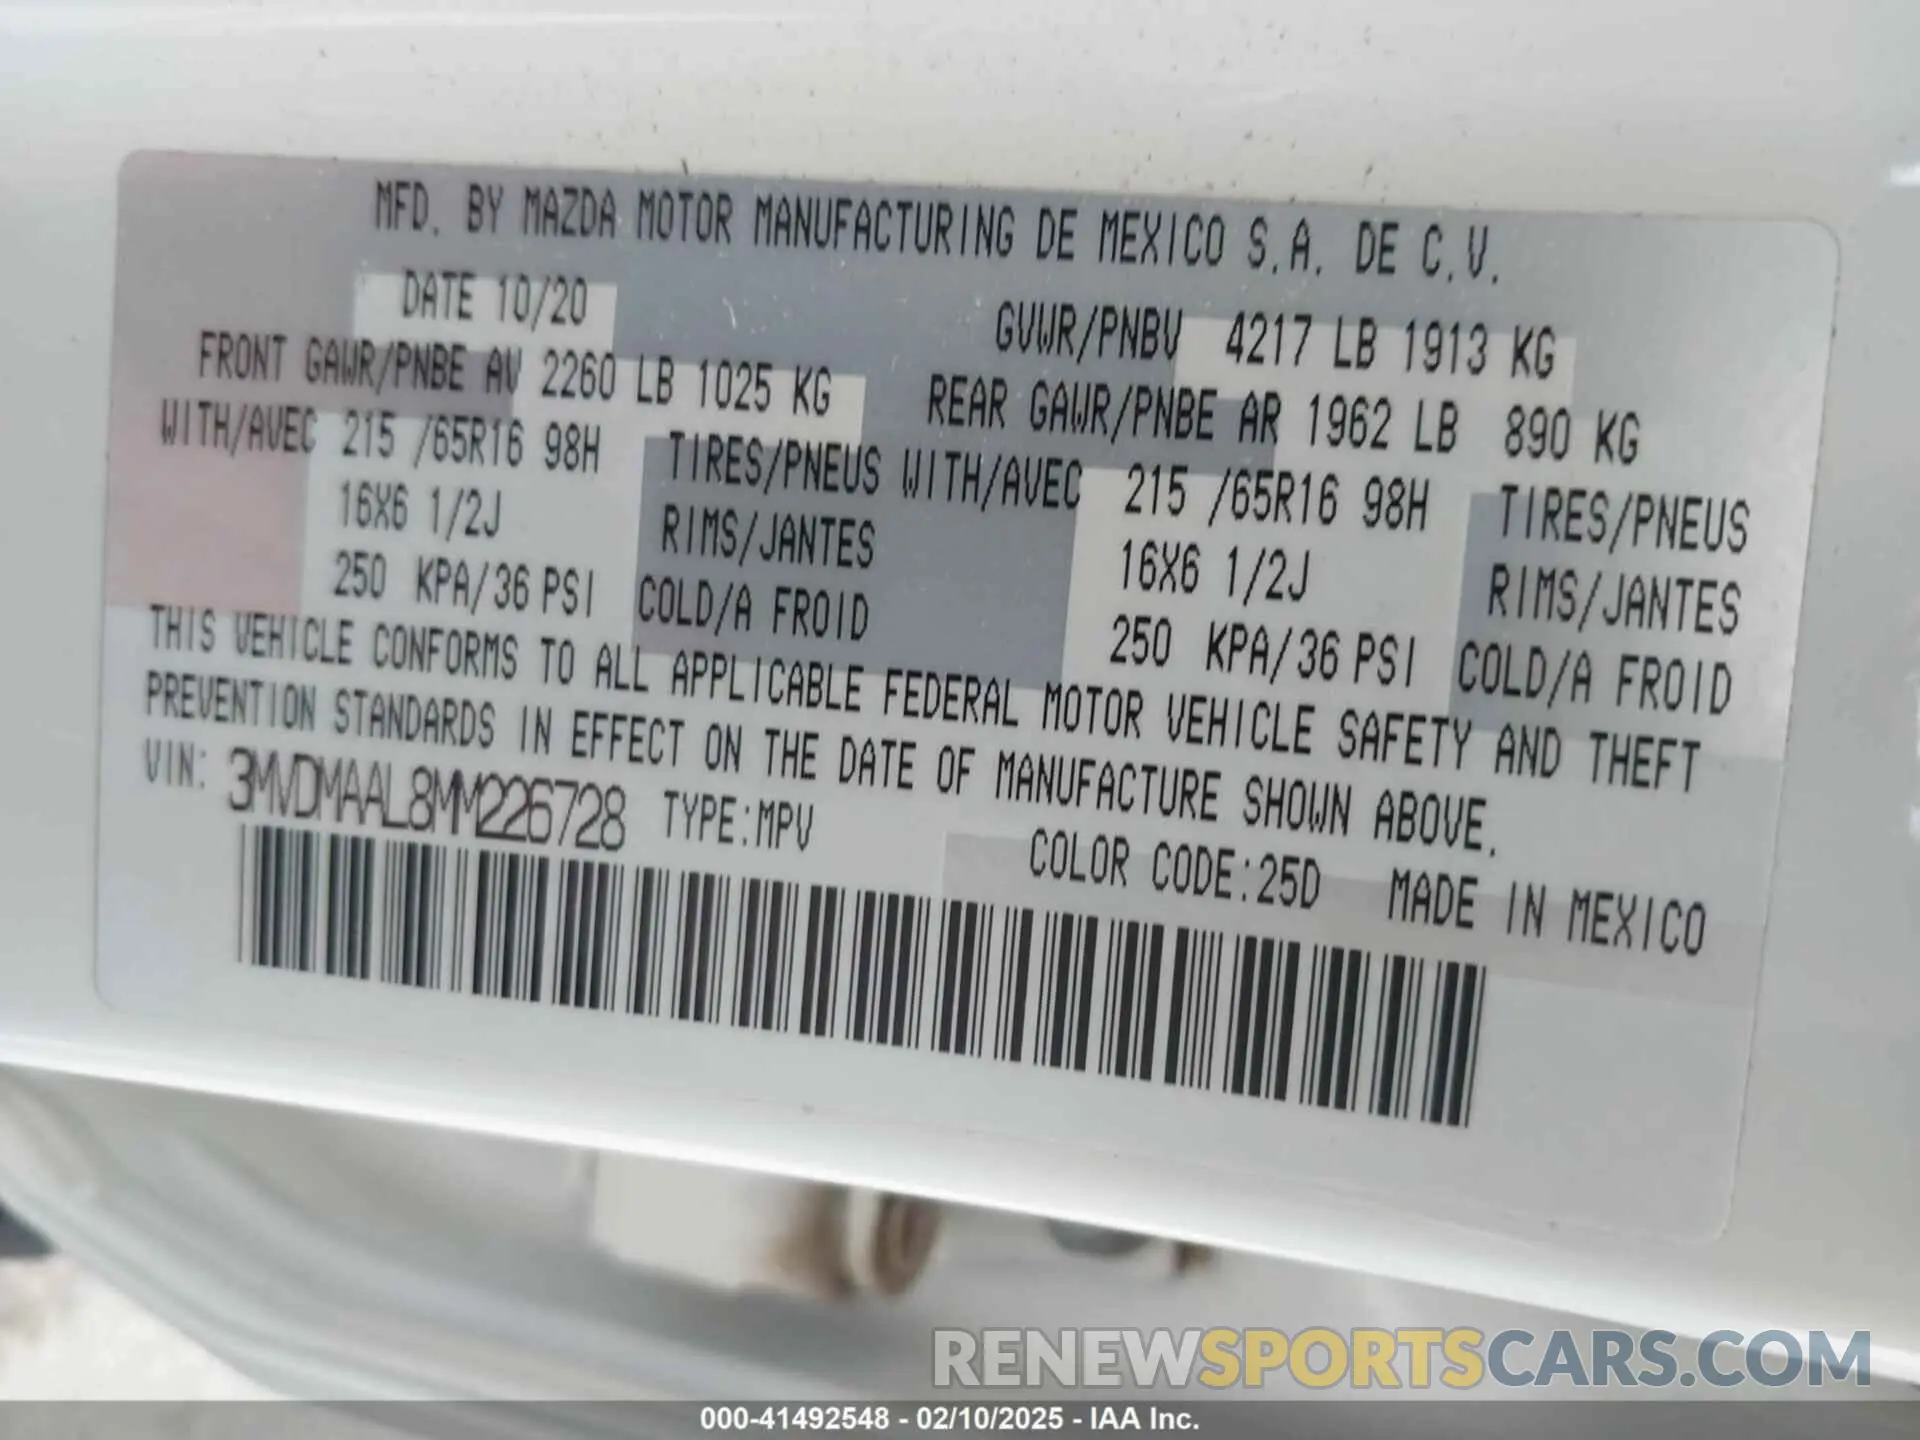 MFD. BY MAZDA MOTOR MANUFACTURING DE MEXICO S.A. DE C.V.
DATE 10/20 GVWR/PNBV 4217 LB 1913 KG
FRONT GAWR/PNBE AV 2260 LB 1025 KG REAR GAWR/PNBE AR 1962 LB 890 KG
WITH/AVEC 215 /65R16 98H TIRES/PNEUS WITH/AVEC 215 /65R16 98H TIRES/PNEUS
16X6 1/2J RIMS/JANTES 16X6 1/2J RIMS/JANTES
250 KPA/36 PSI COLD/A FROID 250 KPA/36 PSI COLD/A FROID
THIS VEHICLE CONFORMS TO ALL APPLICABLE FEDERAL MOTOR VEHICLE SAFETY AND THEFT
PREVENTION STANDARDS IN EFFECT ON THE DATE OF MANUFACTURE SHOWN ABOVE.
VIN: 3MVDMAAL8MM226728 TYPE:MPV
COLOR CODE:25D MADE IN MEXICO
RENEWSPORTSCARS.COM
000-41492548 - 02/10/2025 - IAA Inc.